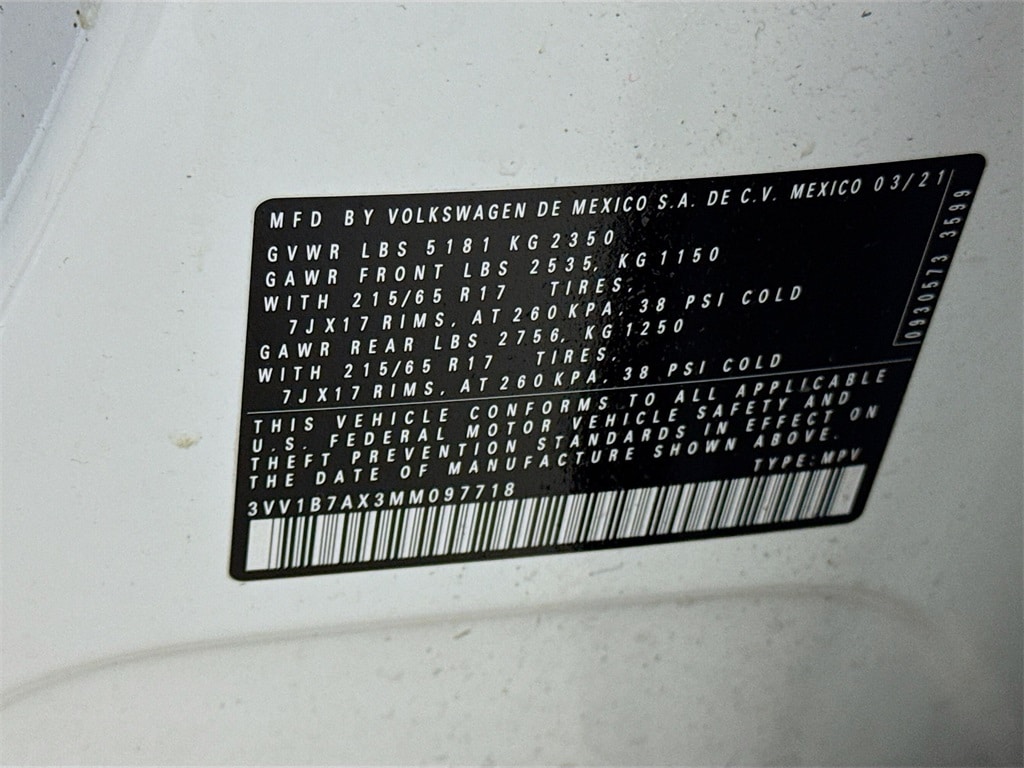 MFD BY VOLKSWAGEN DE MEXICO S.A. DE C.V. MEXICO 03/21
GVWR LBS 5181 KG 2350
GAWR FRONT LBS 2535, KG 1150
WITH 215/65 R17 TIRES,
7JX17 RIMS, AT 260 KPA, 38 PSI COLD
GAWR REAR LBS 2756, KG 1250
WITH 215/65 R17 TIRES,
7JX17 RIMS, AT 260 KPA, 38 PSI COLD
0930573 3599
THIS VEHICLE CONFORMS TO ALL APPLICABLE
U.S. FEDERAL MOTOR VEHICLE SAFETY AND
THEFT PREVENTION STANDARDS IN EFFECT ON
THE DATE OF MANUFACTURE SHOWN ABOVE.
3VV1B7AX3MM097718 TYPE: MPV